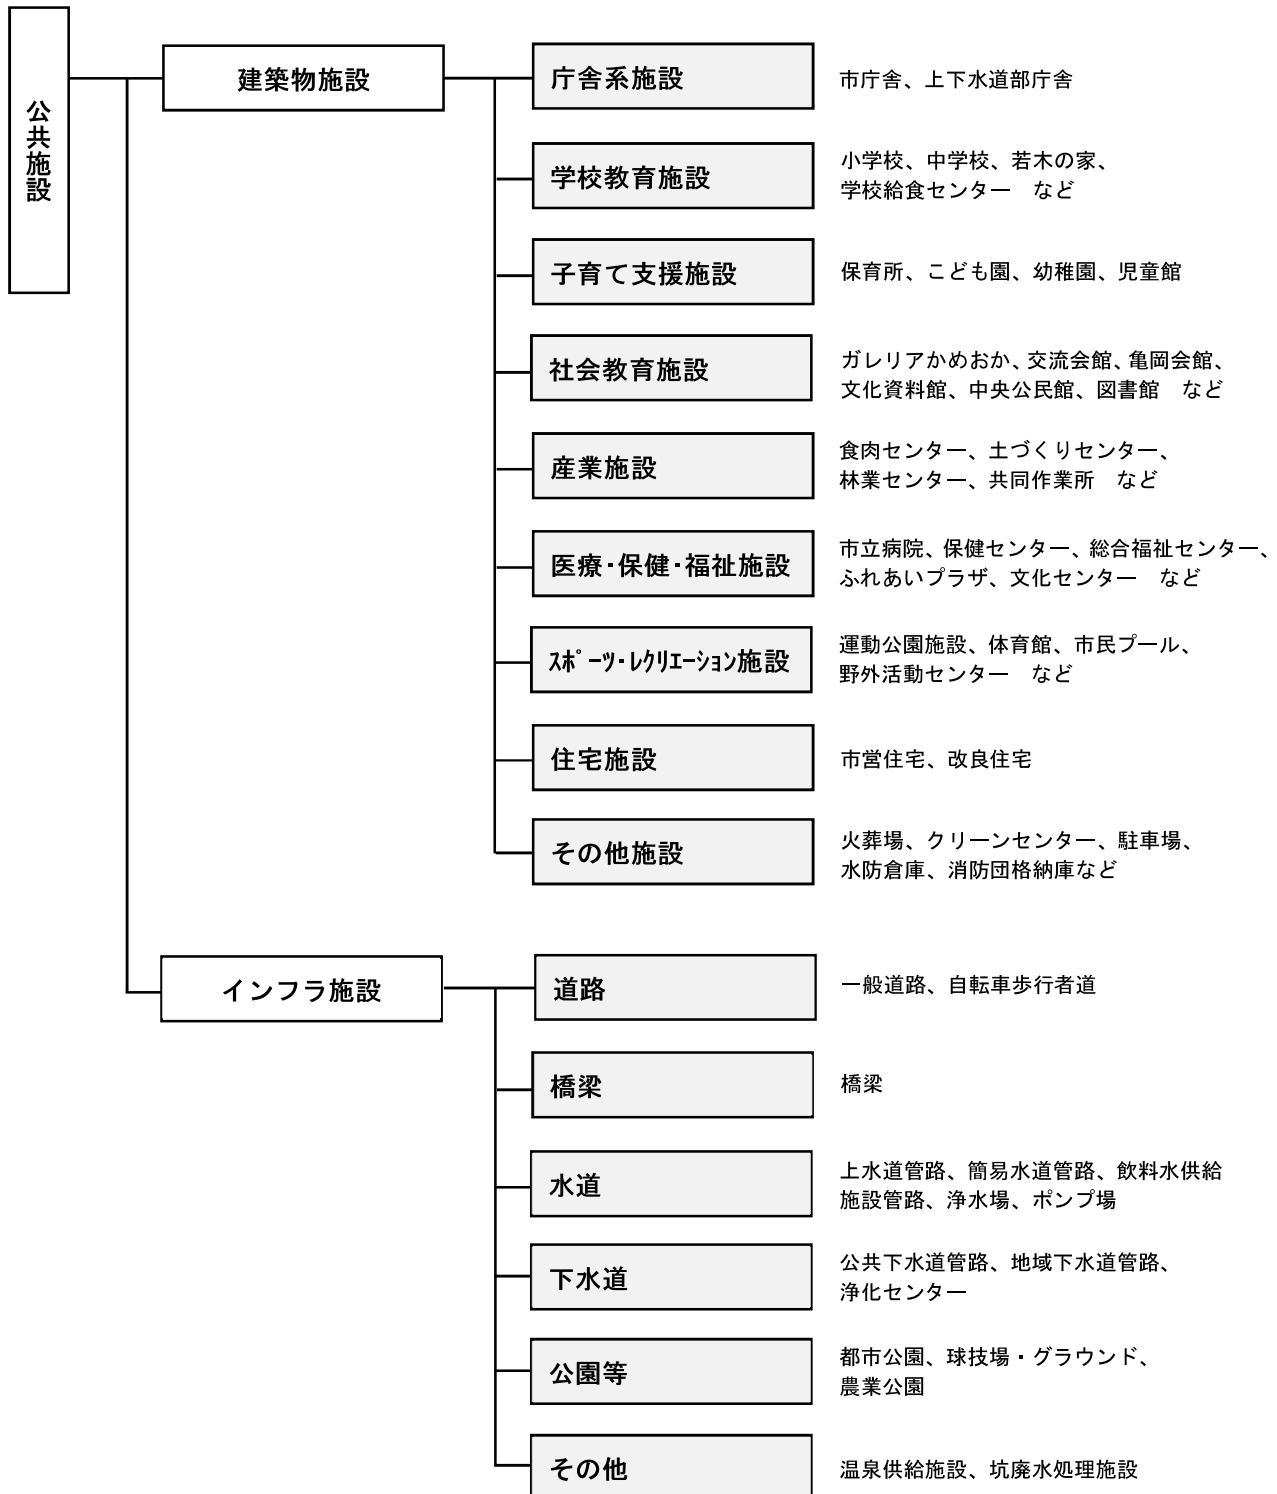 公共施設
建築物施設
庁舎系施設
市庁舎、上下水道部庁舎
学校教育施設
小学校、中学校、若木の家、
学校給食センター　など
子育て支援施設
保育所、こども園、幼稚園、児童館
社会教育施設
ガレリアかめおか、交流会館、亀岡会館、
文化資料館、中央公民館、図書館　など
産業施設
食肉センター、土づくりセンター、
林業センター、共同作業所　など
医療・保健・福祉施設
市立病院、保健センター、総合福祉センター、
ふれあいプラザ、文化センター　など
ｽﾎﾟｰﾂ・ﾚｸﾘｴｰｼｮﾝ施設
運動公園施設、体育館、市民プール、
野外活動センター　など
住宅施設
市営住宅、改良住宅
その他施設
火葬場、クリーンセンター、駐車場、
水防倉庫、消防団格納庫など
インフラ施設
道路
一般道路、自転車歩行者道
橋梁
橋梁
水道
上水道管路、簡易水道管路、飲料水供給
施設管路、浄水場、ポンプ場
下水道
公共下水道管路、地域下水道管路、
浄化センター
公園等
都市公園、球技場・グラウンド、
農業公園
その他
温泉供給施設、坑廃水処理施設